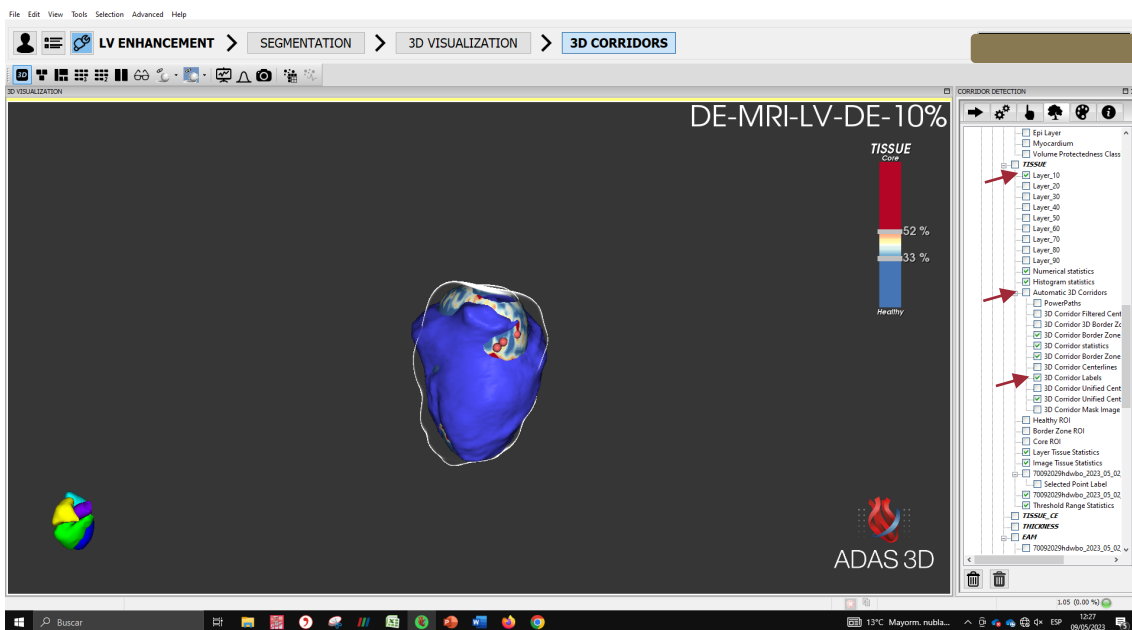 File Edit View Tools Selection Advanced Help
LV ENHANCEMENT SEGMENTATION 3D VISUALIZATION 3D CORRIDORS
3D
3D VISUALIZATION
CORRIDOR DETECTION
DE-MRI-LV-DE-10%
TISSUE
Core
52 %
33 %
Healthy
ADAS 3D
Epi Layer
Myocardium
Volume Protectedness Class
TISSUE
Layer_10
Layer_20
Layer_30
Layer_40
Layer_50
Layer_60
Layer_70
Layer_80
Layer_90
Numerical statistics
Histogram statistics
Automatic 3D Corridors
PowerPaths
3D Corridor Filtered Cent
3D Corridor 3D Border Zo
3D Corridor Border Zone
3D Corridor statistics
3D Corridor Border Zone
3D Corridor Centerlines
3D Corridor Labels
3D Corridor Unified Cent
3D Corridor Unified Cent
3D Corridor Mask Image
Healthy ROI
Border Zone ROI
Core ROI
Layer Tissue Statistics
Image Tissue Statistics
70092029hdwbo_2023_05_02
Selected Point Label
70092029hdwbo_2023_05_02
Threshold Range Statistics
TISSUE_CE
THICKNESS
EAM
70092029hdwbo_2023_05_02
1.05 (0.00 %)
Buscar
13°C Mayorm. nubla...
ESP
12:27
09/05/2023